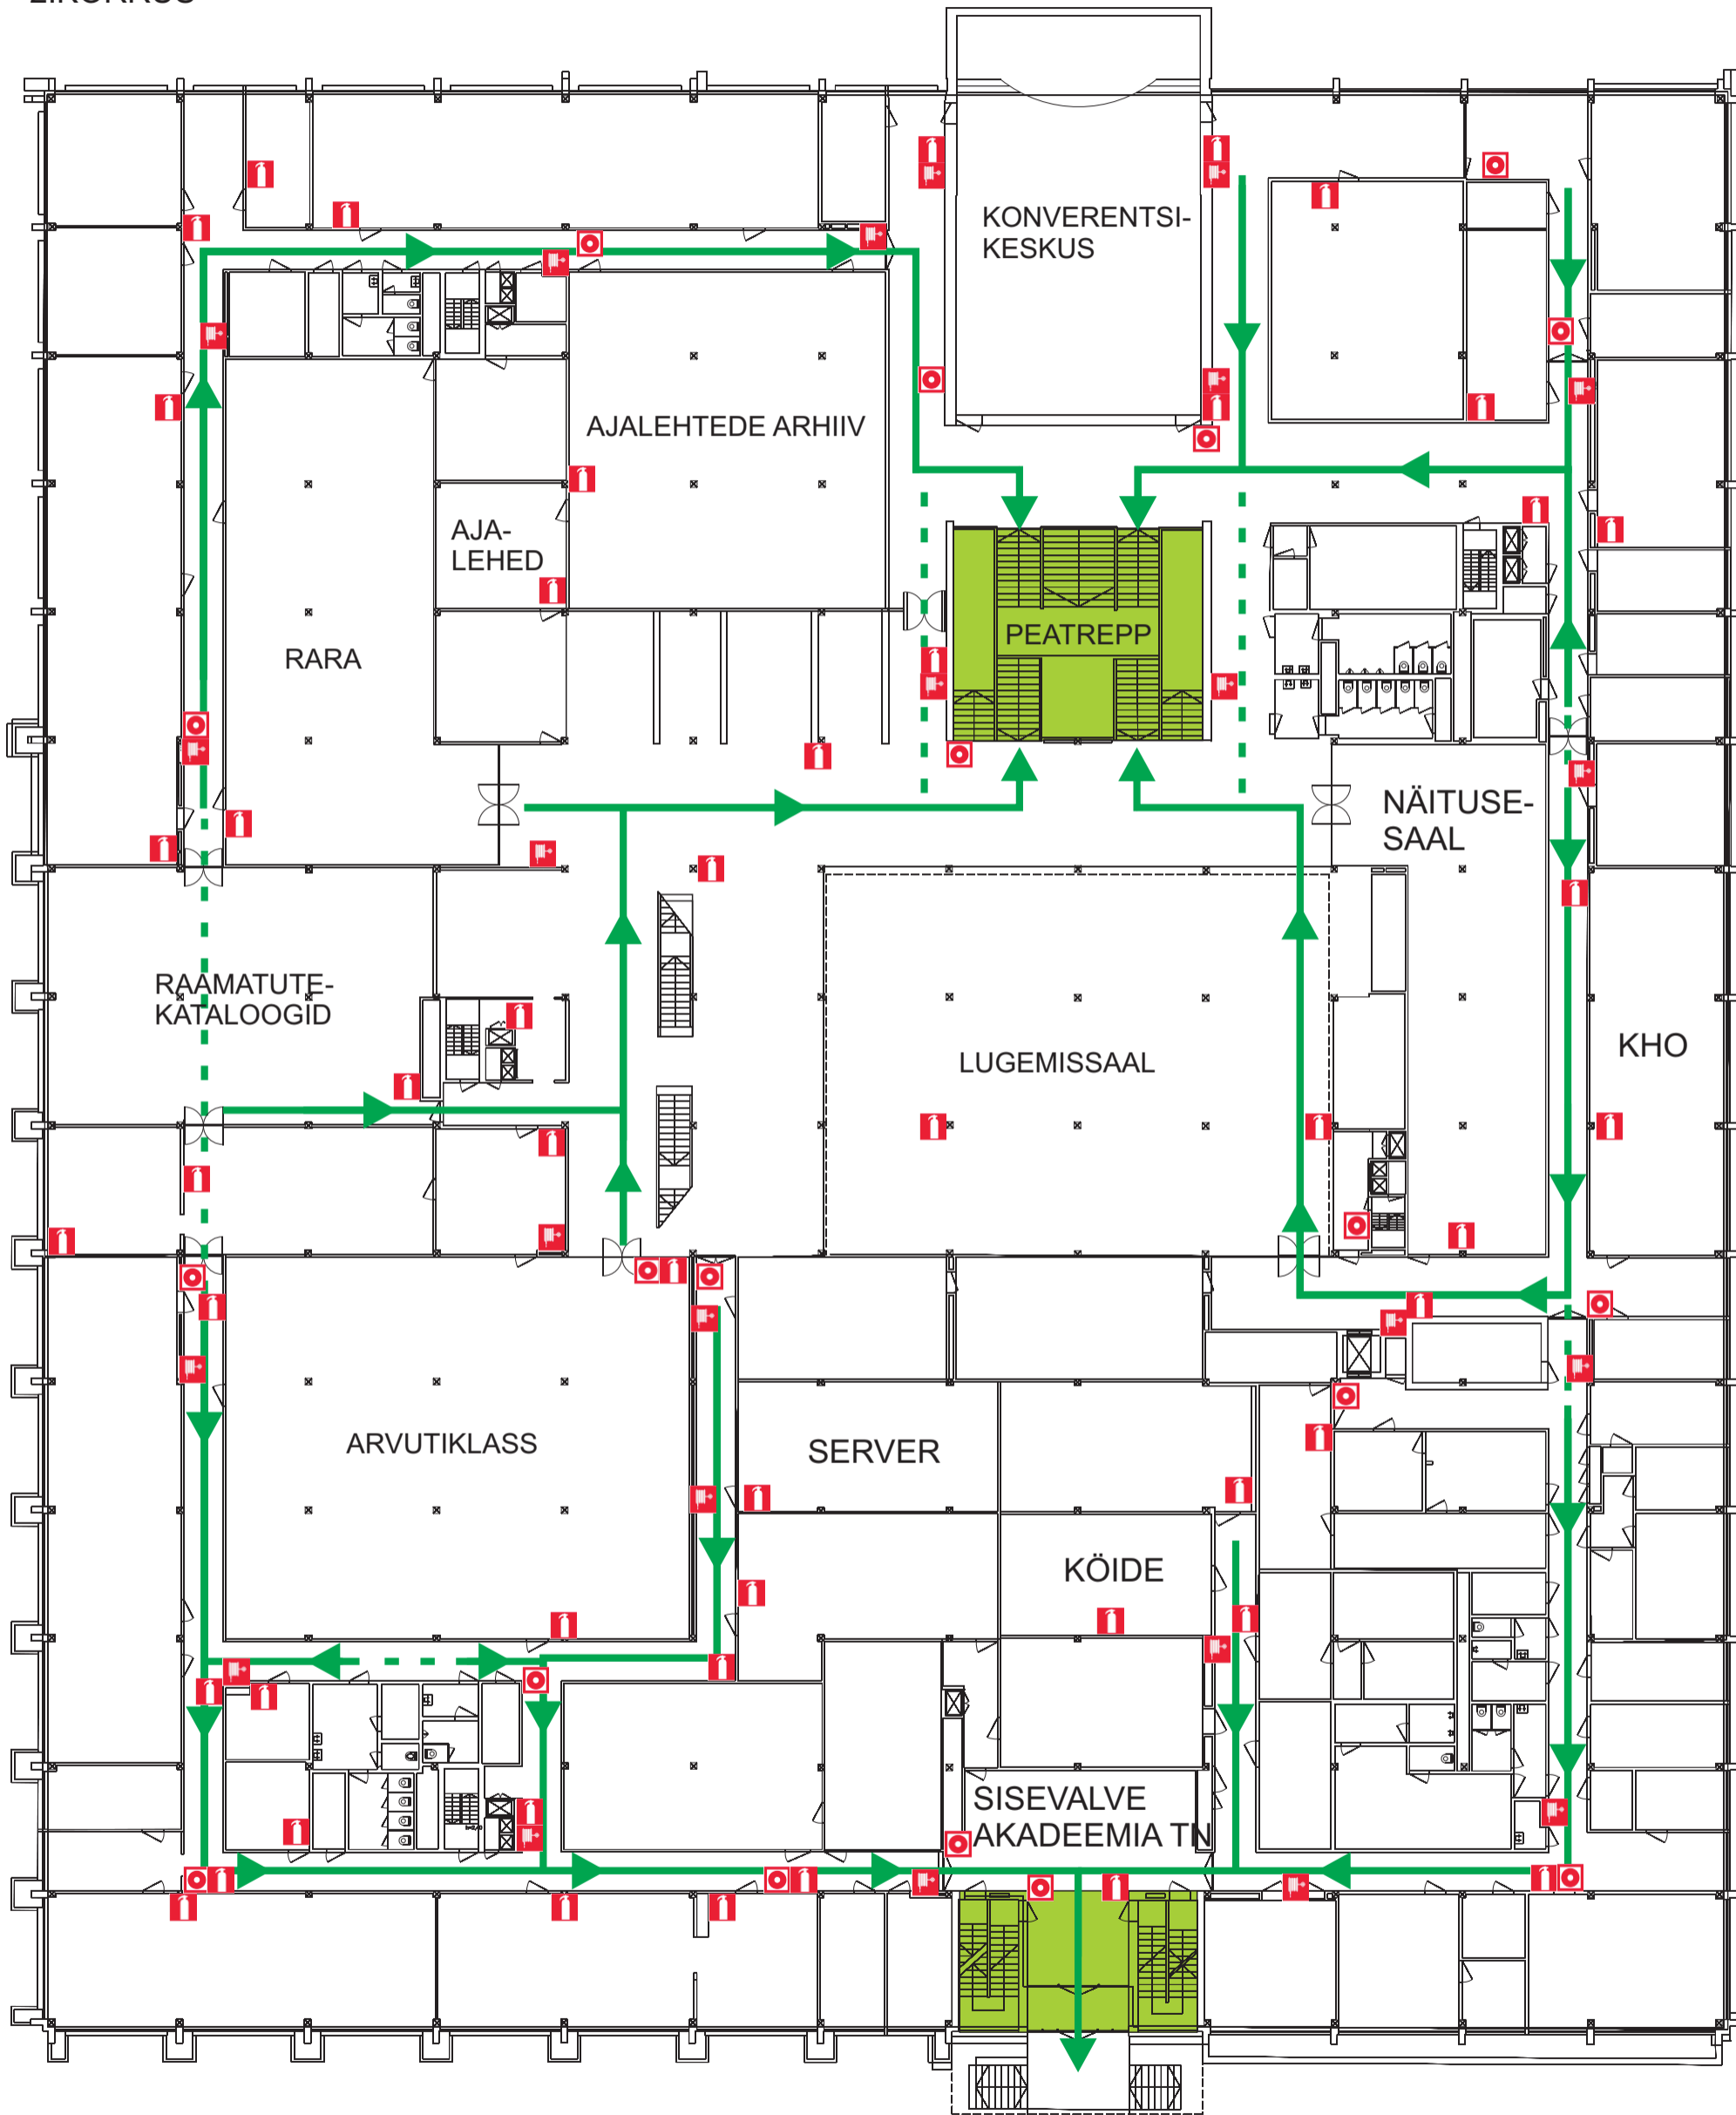 KONVERENTSI-
KESKUS
AJALEHTEDE ARHIIV
AJA-
LEHED
RARA
PEATREPP
NÄITUSE-
SAAL
RAAMATUTE-
KATALOOGID
LUGEMISSAAL
KHO
ARVUTIKLASS
SERVER
KÖIDE
SISEVALVE
AKADEEMIA TN